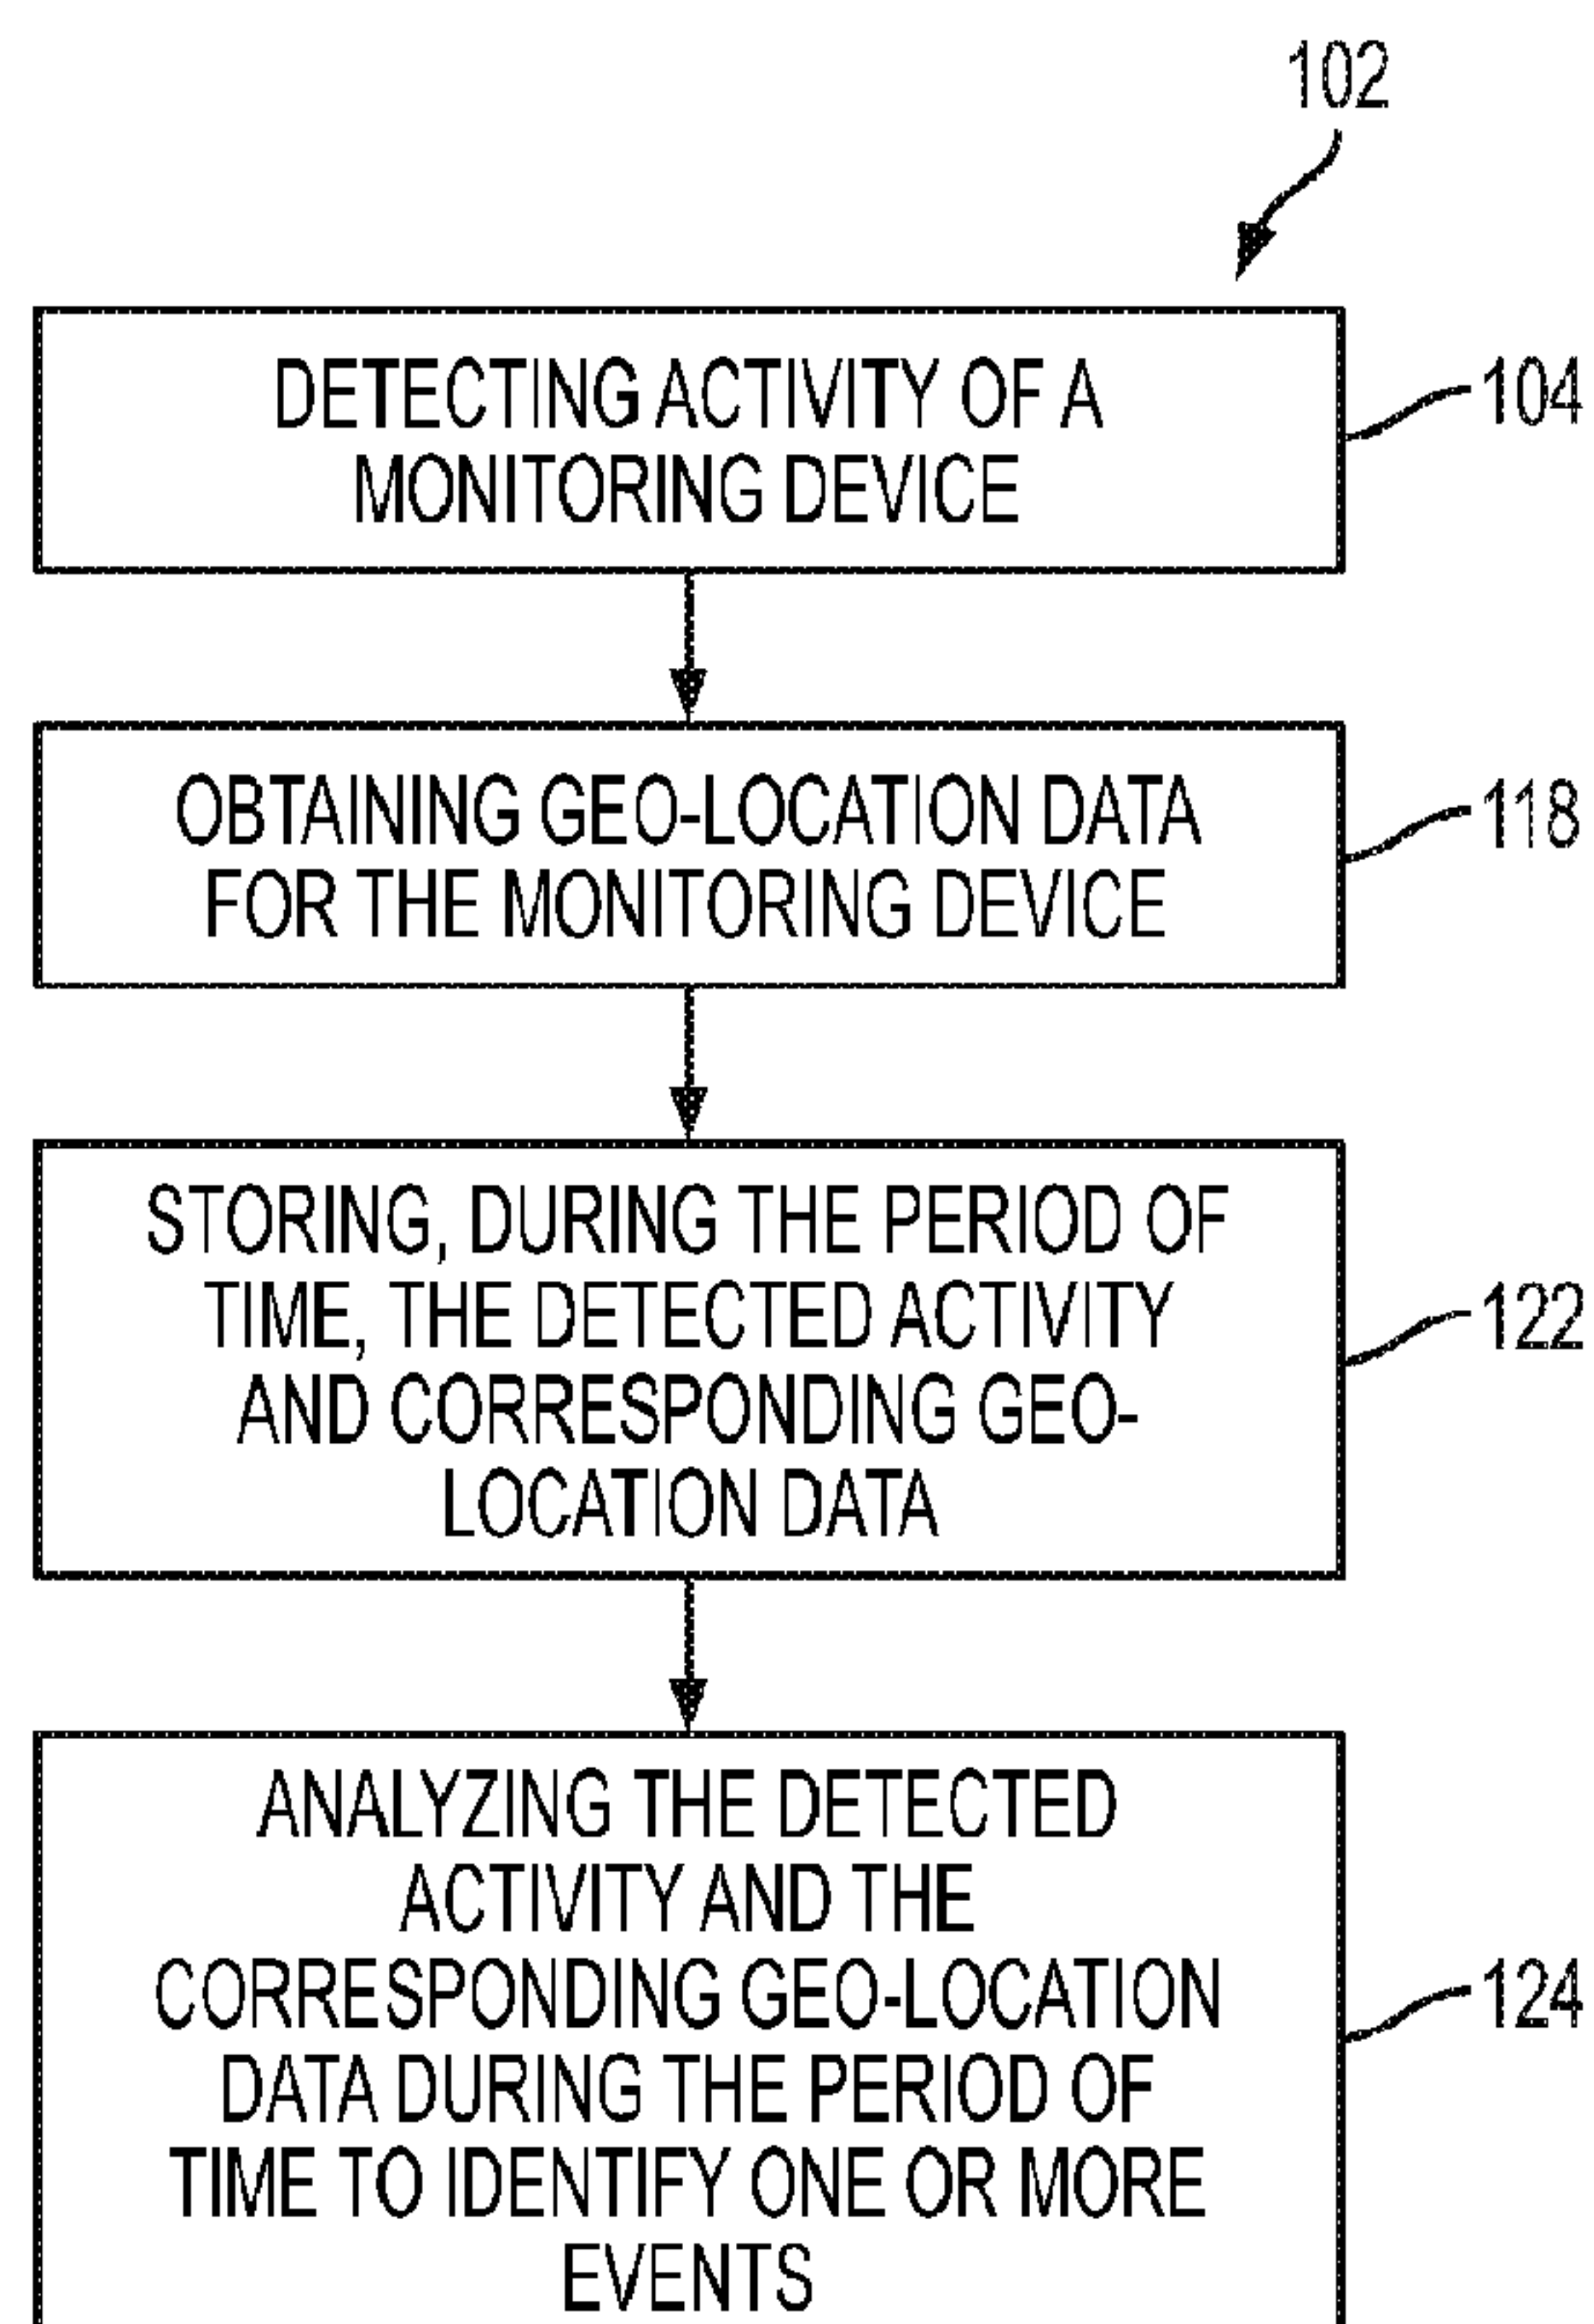 102
DETECTING ACTIVITY OF A
MONITORING DEVICE
104
OBTAINING GEO-LOCATION DATA
FOR THE MONITORING DEVICE
118
STORING, DURING THE PERIOD OF
TIME, THE DETECTED ACTIVITY
AND CORRESPONDING GEO-
LOCATION DATA
122
ANALYZING THE DETECTED
ACTIVITY AND THE
CORRESPONDING GEO-LOCATION
DATA DURING THE PERIOD OF
TIME TO IDENTIFY ONE OR MORE
EVENTS
124